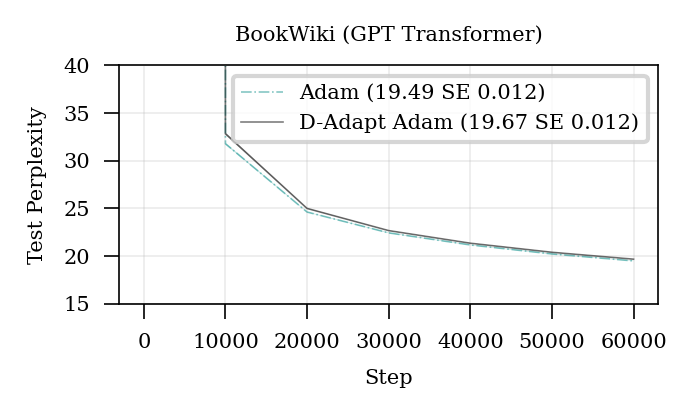 BookWiki (GPT Transformer)
Test Perplexity
40
35
30
25
20
15
Adam (19.49 SE 0.012)
D-Adapt Adam (19.67 SE 0.012)
0 10000 20000 30000 40000 50000 60000
Step